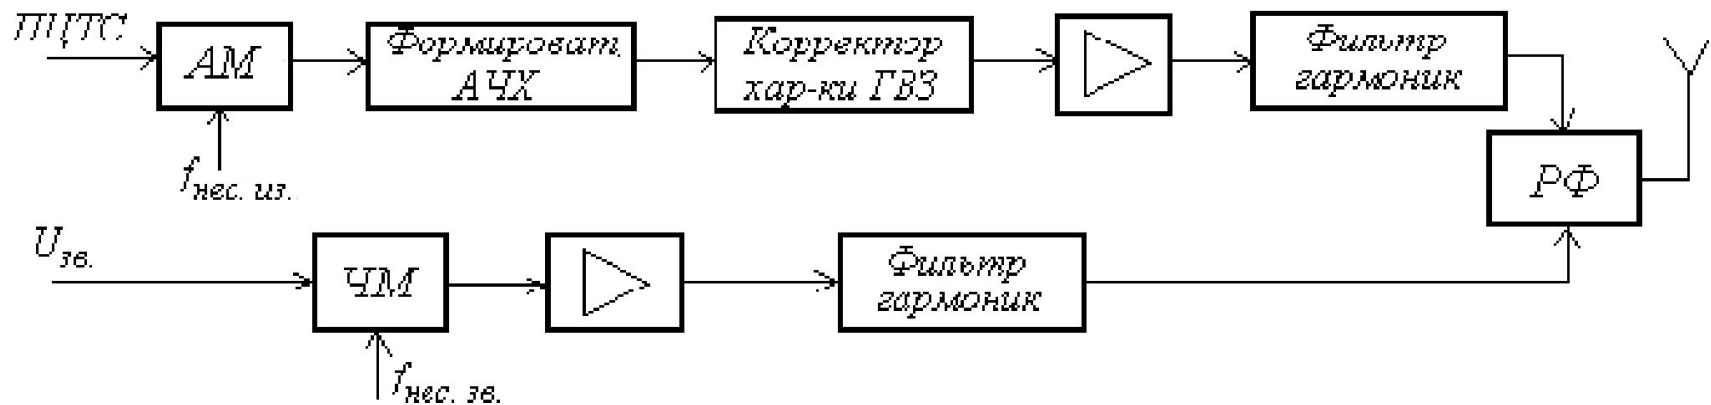 ПЦТС
АМ
Формироват
АЧХ
Корректор
хар-ки ГВЗ
Фильтр
гармоник
fнес. из.
РФ
Uзв.
ЧМ
Фильтр
гармоник
fнес. зв.